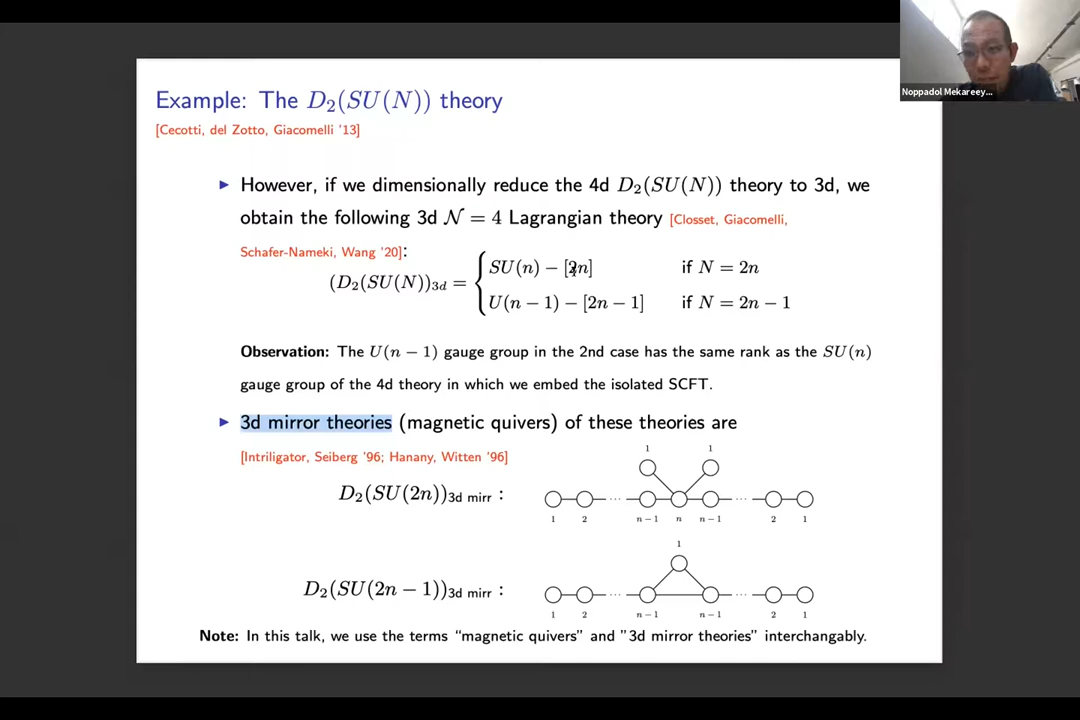 Noppadol Mekareey...
Example: The D₂(SU(N)) theory
[Cecotti, del Zotto, Giacomelli '13]
▶ However, if we dimensionally reduce the 4d D₂(SU(N)) theory to 3d, we
obtain the following 3d 𝒩 = 4 Lagrangian theory [Closset, Giacomelli,
Schafer-Nameki, Wang '20]:
(D₂(SU(N))₃d = { SU(n) − [2n] if N = 2n
U(n − 1) − [2n − 1] if N = 2n − 1
Observation: The U(n − 1) gauge group in the 2nd case has the same rank as the SU(n)
gauge group of the 4d theory in which we embed the isolated SCFT.
▶ 3d mirror theories (magnetic quivers) of these theories are
[Intriligator, Seiberg '96; Hanany, Witten '96]
1 1
D₂(SU(2n))3d mirr :
1 2 ... n−1 n n−1 ... 2 1
1
D₂(SU(2n − 1))3d mirr :
1 2 ... n−1 n−1 ... 2 1
Note: In this talk, we use the terms "magnetic quivers" and "3d mirror theories" interchangably.